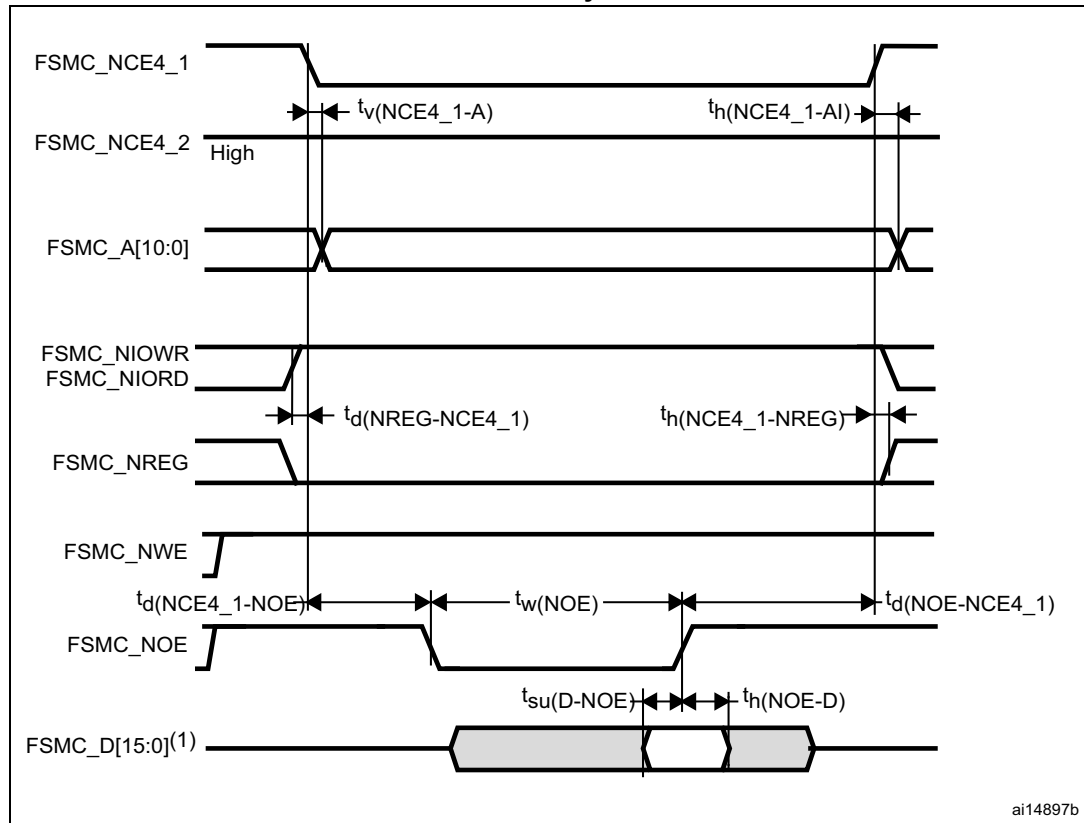 FSMC_NCE4_1
tv(NCE4_1-A)
th(NCE4_1-AI)
FSMC_NCE4_2
High
FSMC_A[10:0]
FSMC_NIOWR
FSMC_NIORD
td(NREG-NCE4_1)
th(NCE4_1-NREG)
FSMC_NREG
FSMC_NWE
td(NCE4_1-NOE)
tw(NOE)
td(NOE-NCE4_1)
FSMC_NOE
tsu(D-NOE)
th(NOE-D)
FSMC_D[15:0](1)
ai14897b